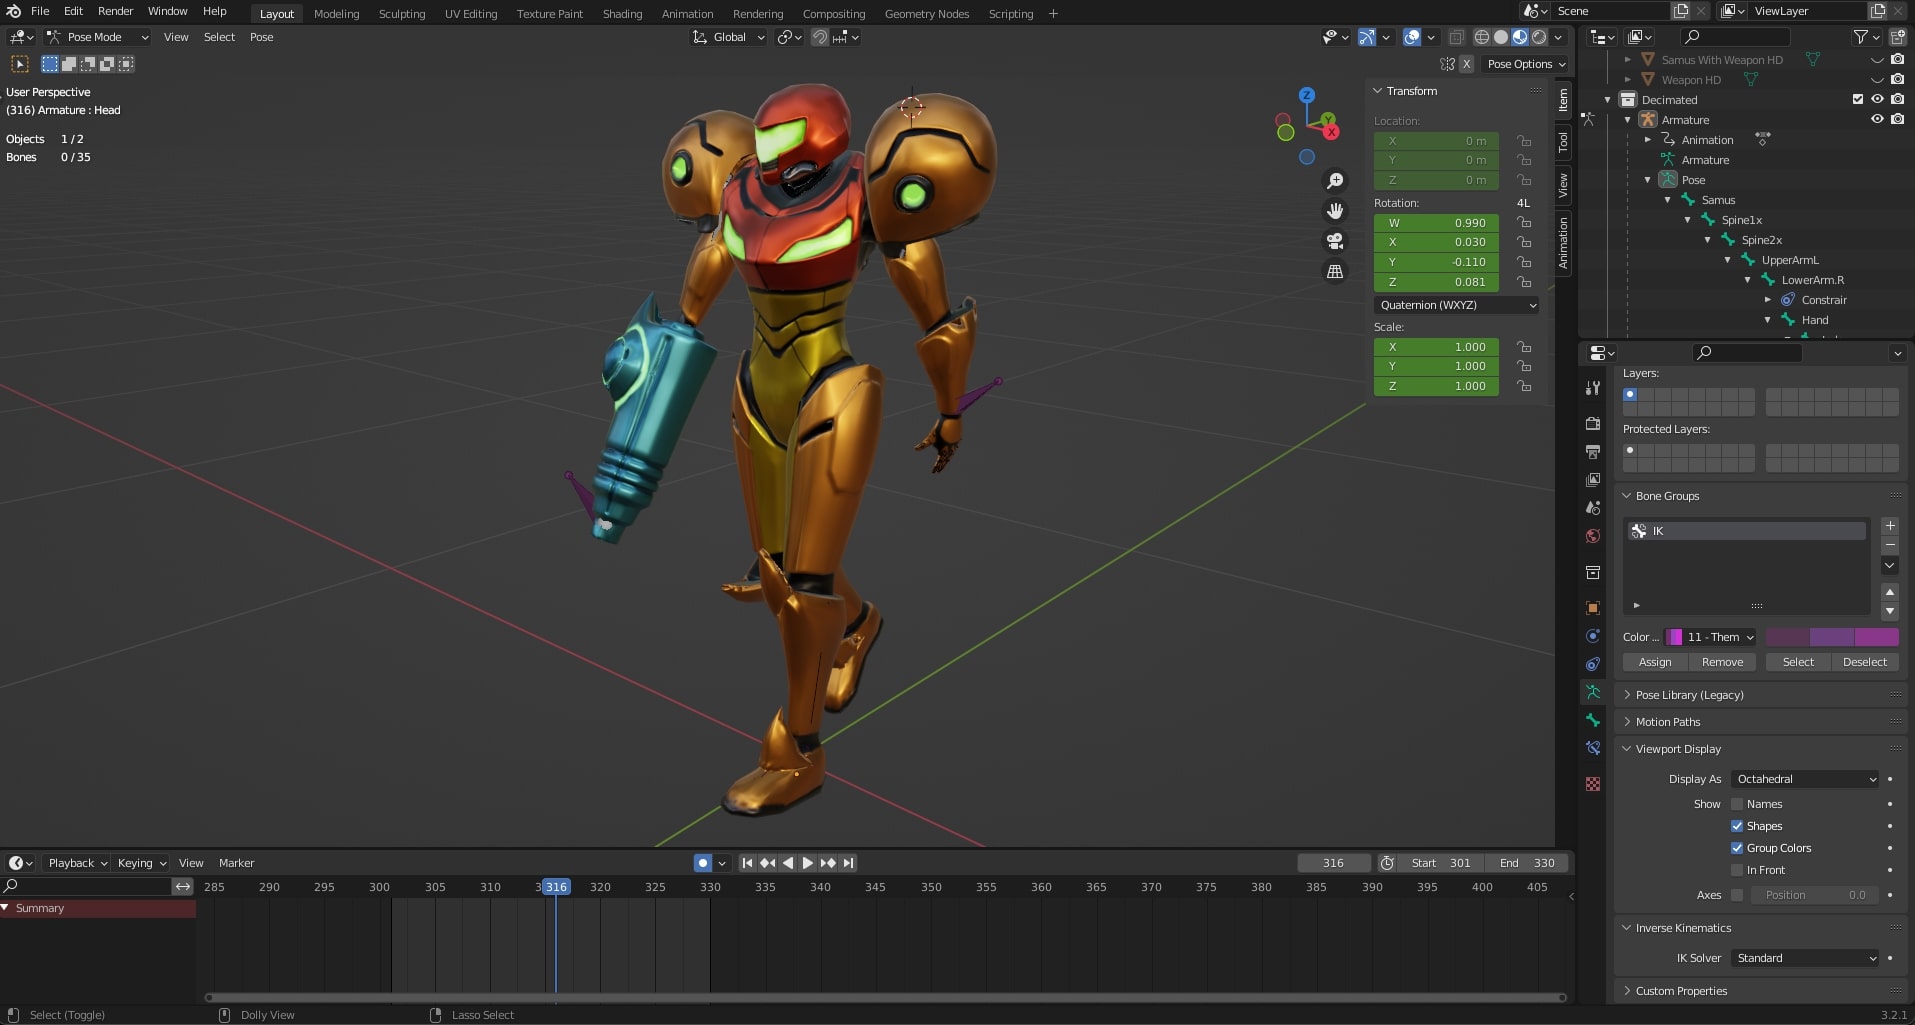 File Edit Render Window Help Layout Modeling Sculpting UV Editing Texture Paint Shading Animation Rendering Compositing Geometry Nodes Scripting + Scene ViewLayer
Pose Mode View Select Pose Global
X Pose Options
User Perspective
(316) Armature : Head
Objects 1 / 2
Bones 0 / 35
Z
Y
X
Transform
Location:
X 0 m
Y 0 m
Z 0 m
Rotation: 4L
W 0.990
X 0.030
Y -0.110
Z 0.081
Quaternion (WXYZ)
Scale:
X 1.000
Y 1.000
Z 1.000
Item
Tool
View
Animation
Samus With Weapon HD
Weapon HD
Decimated
Armature
Animation
Armature
Pose
Samus
Spine1x
Spine2x
UpperArmL
LowerArm.R
Constrair
Hand
Layers:
Protected Layers:
Bone Groups
IK
Color ... 11 - Them
Assign Remove Select Deselect
Pose Library (Legacy)
Motion Paths
Viewport Display
Display As Octahedral
Show Names
Shapes
Group Colors
In Front
Axes Position 0.0
Inverse Kinematics
IK Solver Standard
Custom Properties
Playback Keying View Marker 316 Start 301 End 330
285 290 295 300 305 310 316 320 325 330 335 340 345 350 355 360 365 370 375 380 385 390 395 400 405
Summary
Select (Toggle) Dolly View Lasso Select 3.2.1